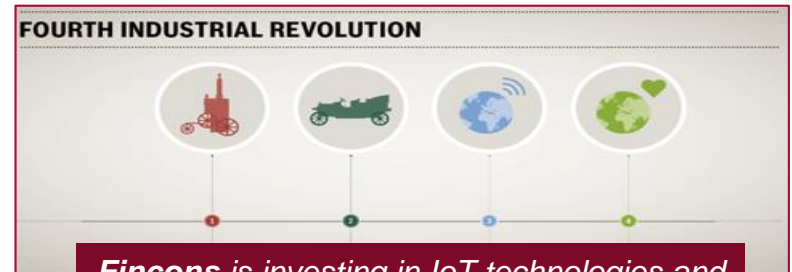 FOURTH INDUSTRIAL REVOLUTION
1 2 3 4
Fincons is investing in IoT technologies and